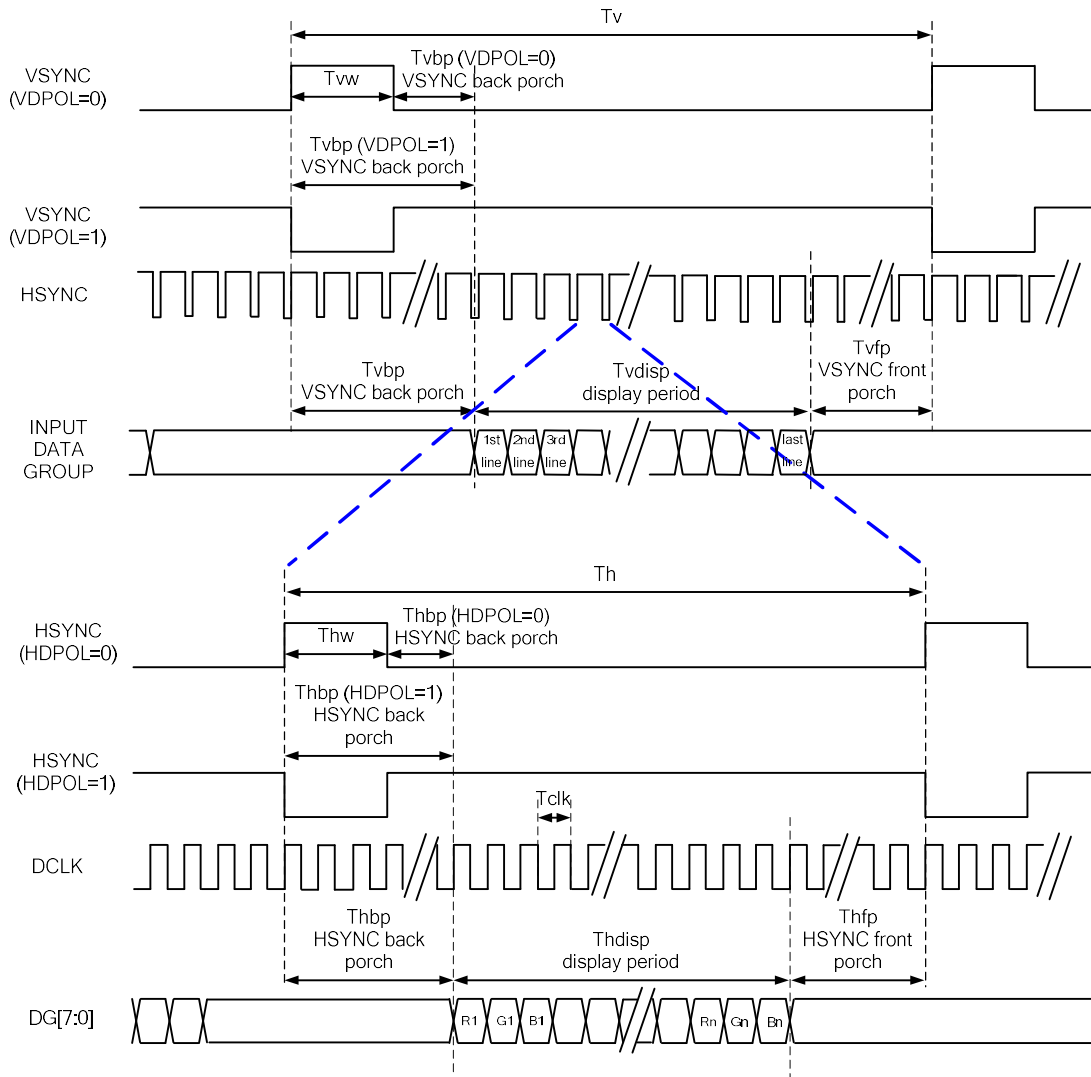 Tv
VSYNC
(VDPOL=0)
Tvw
Tvbp (VDPOL=0)
VSYNC back porch
Tvbp (VDPOL=1)
VSYNC back porch
VSYNC
(VDPOL=1)
HSYNC
Tvbp
VSYNC back porch
Tvdisp
display period
Tvfp
VSYNC front
porch
INPUT
DATA
GROUP
1st
line
2nd
line
3rd
line
last
line
Th
HSYNC
(HDPOL=0)
Thw
Thbp (HDPOL=0)
HSYNC back porch
Thbp (HDPOL=1)
HSYNC back
porch
HSYNC
(HDPOL=1)
Tclk
DCLK
Thbp
HSYNC back
porch
Thdisp
display period
Thfp
HSYNC front
porch
DG[7:0]
R1
G1
B1
Rn
Gn
Bn